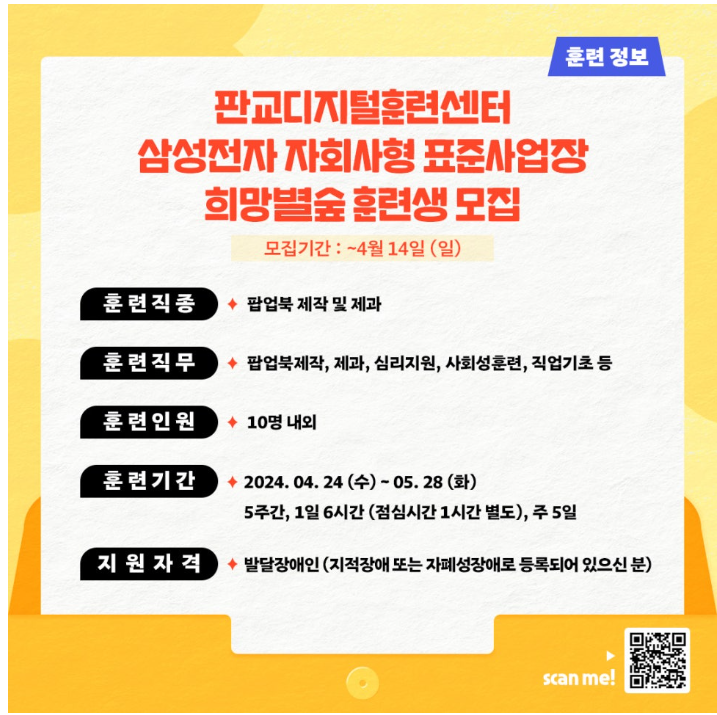 훈련 정보
판교디지털훈련센터
삼성전자 자회사형 표준사업장
희망별숲 훈련생 모집
모집기간 : ~4월 14일 (일)
훈련직종 팝업북 제작 및 제과
훈련직무 팝업북제작, 제과, 심리지원, 사회성훈련, 직업기초 등
훈련인원 10명 내외
훈련기간 2024. 04. 24 (수) ~ 05. 28 (화)
5주간, 1일 6시간 (점심시간 1시간 별도), 주 5일
지원자격 발달장애인 (지적장애 또는 자폐성장애로 등록되어 있으신 분)
scan me!